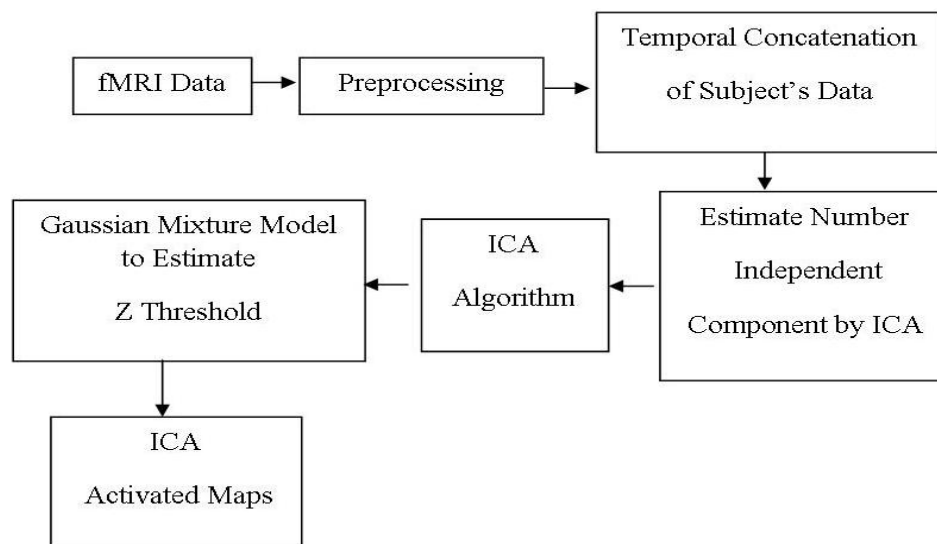 fMRI Data
Preprocessing
Temporal Concatenation
of Subject's Data
Estimate Number
Independent
Component by ICA
ICA
Algorithm
Gaussian Mixture Model
to Estimate
Z Threshold
ICA
Activated Maps